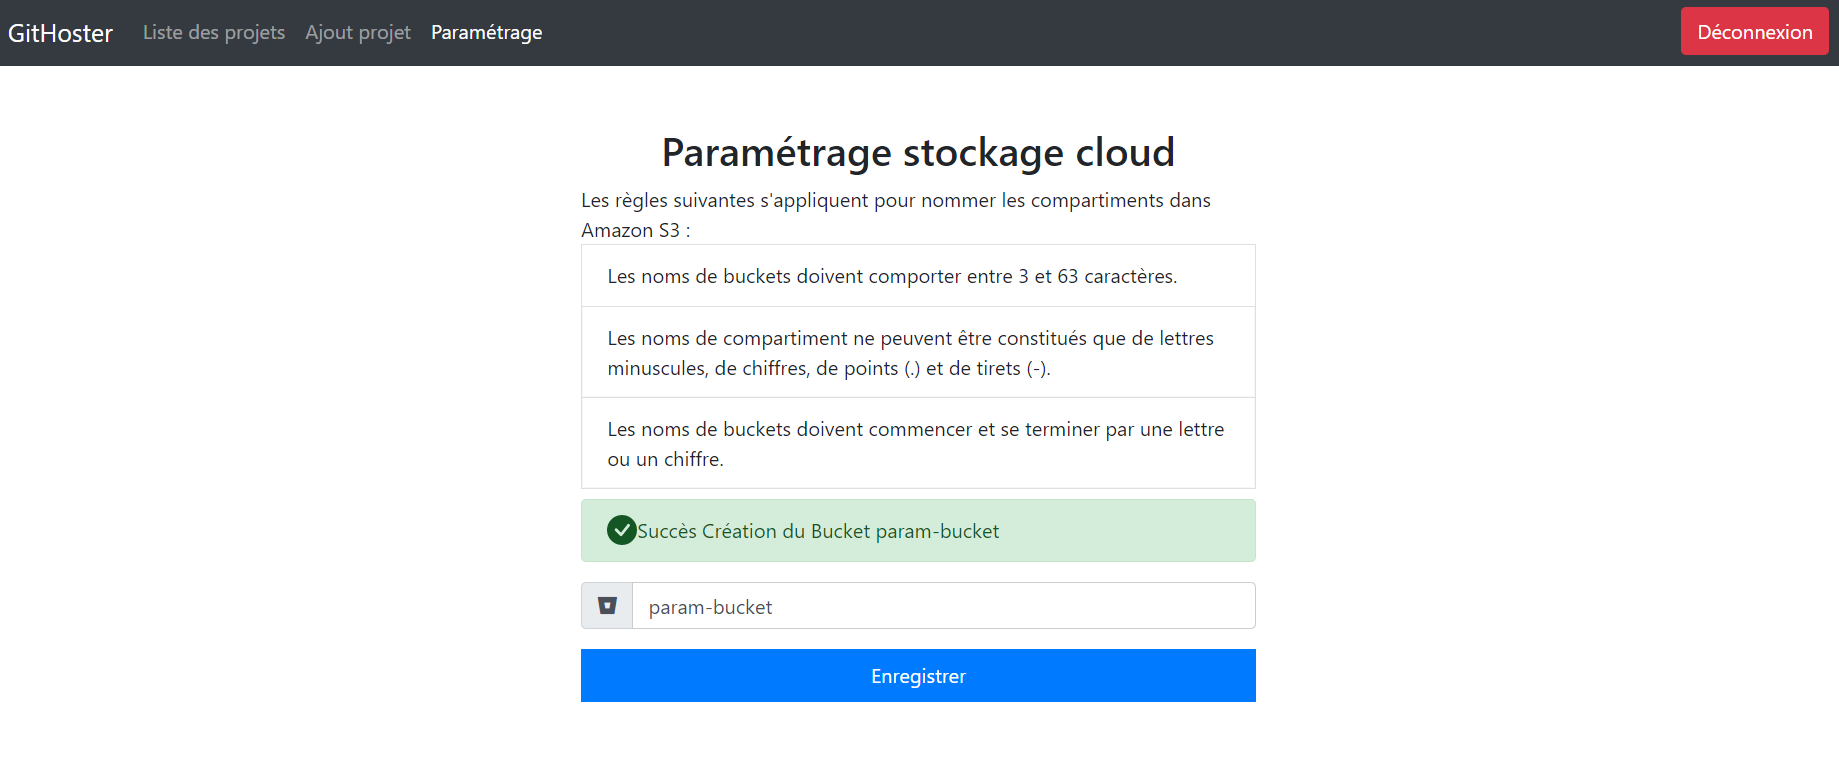 GitHoster Liste des projets Ajout projet Paramétrage Déconnexion
Paramétrage stockage cloud
Les règles suivantes s'appliquent pour nommer les compartiments dans
Amazon S3 :
Les noms de buckets doivent comporter entre 3 et 63 caractères.
Les noms de compartiment ne peuvent être constitués que de lettres
minuscules, de chiffres, de points (.) et de tirets (-).
Les noms de buckets doivent commencer et se terminer par une lettre
ou un chiffre.
Succès Création du Bucket param-bucket
param-bucket
Enregistrer